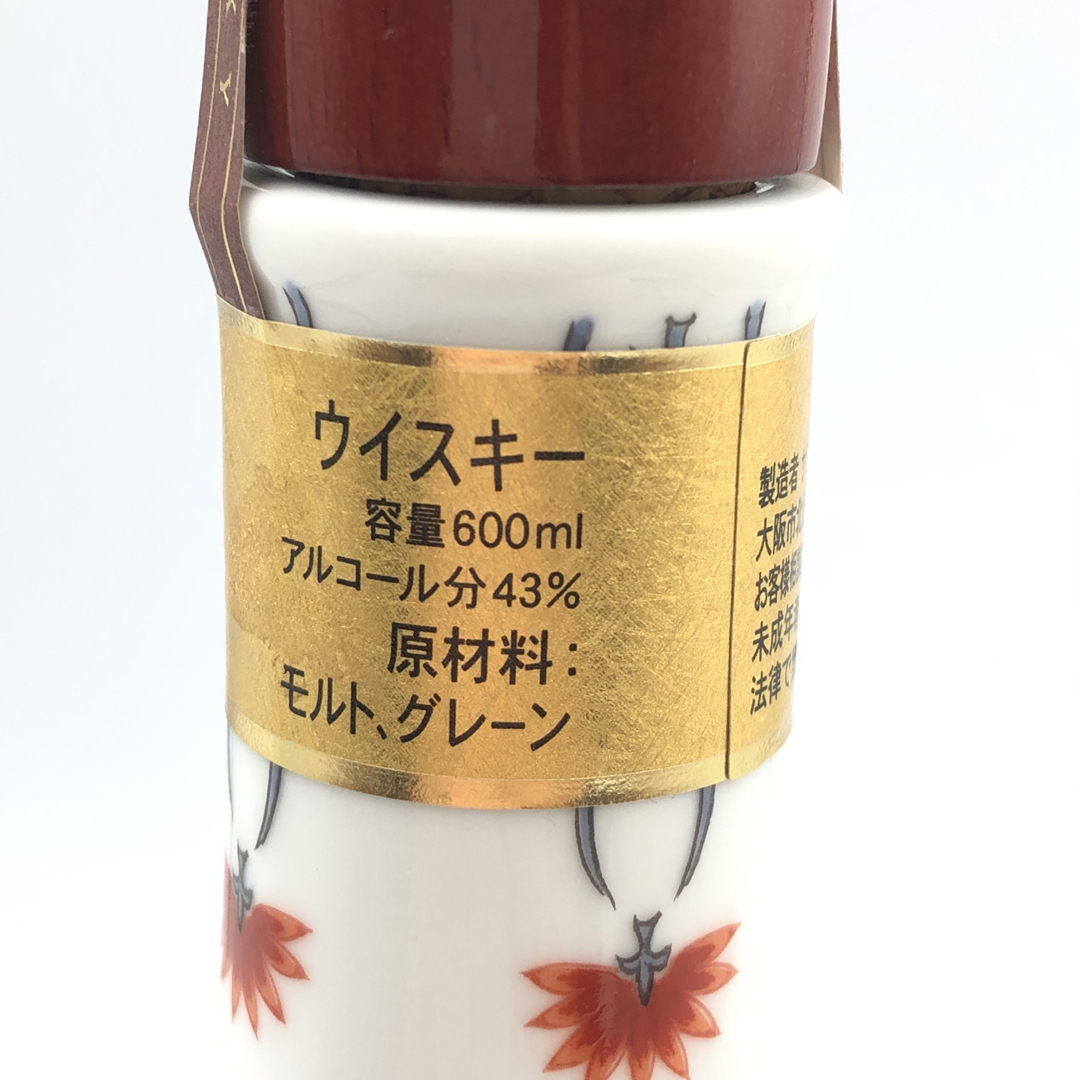 K Y
ウイスキー
容量600ml
アルコール分43%
原材料:
モルト、グレーン
製造者
大阪市北
お客様
未成年
法律で